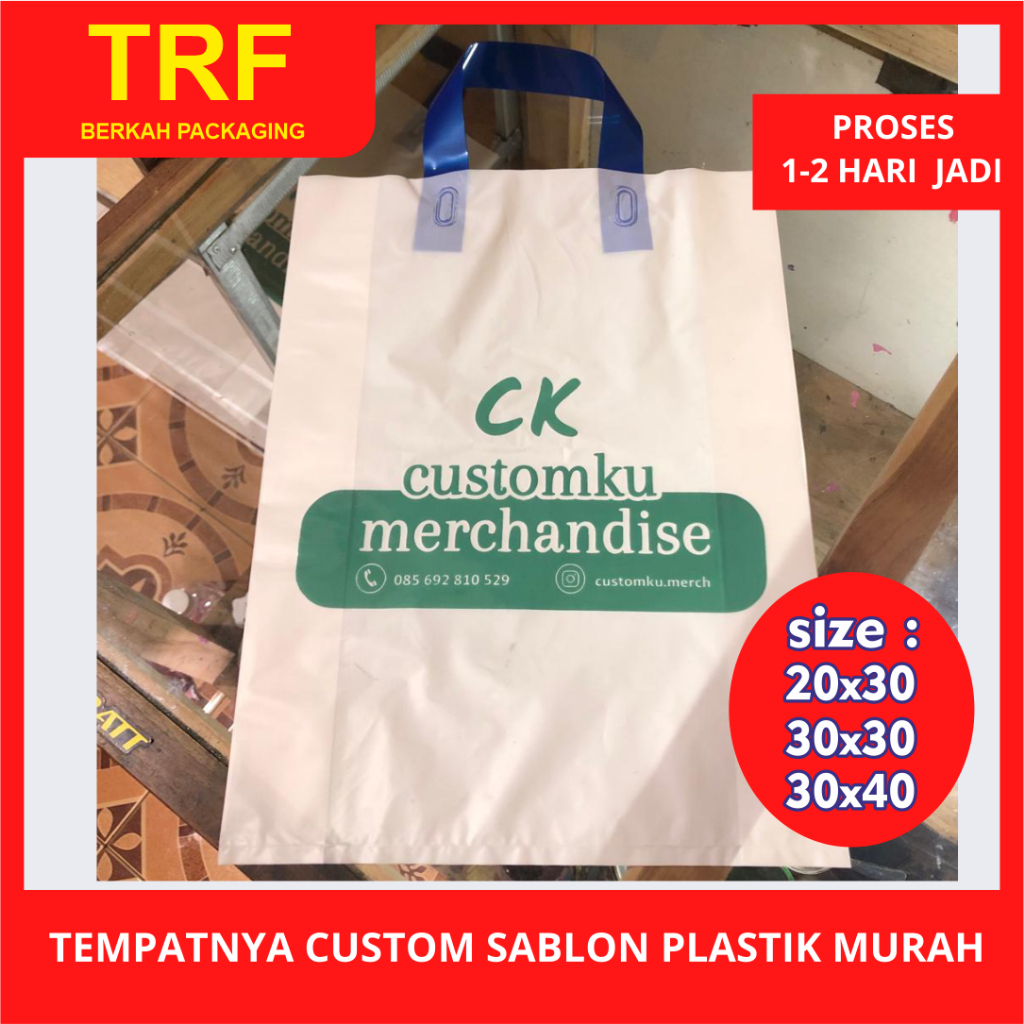 TRF
BERKAH PACKAGING
PROSES
1-2 HARI JADI
CK
customku
merchandise
085 692 810 529
customku.merch
size :
20x30
30x30
30x40
TEMPATNYA CUSTOM SABLON PLASTIK MURAH